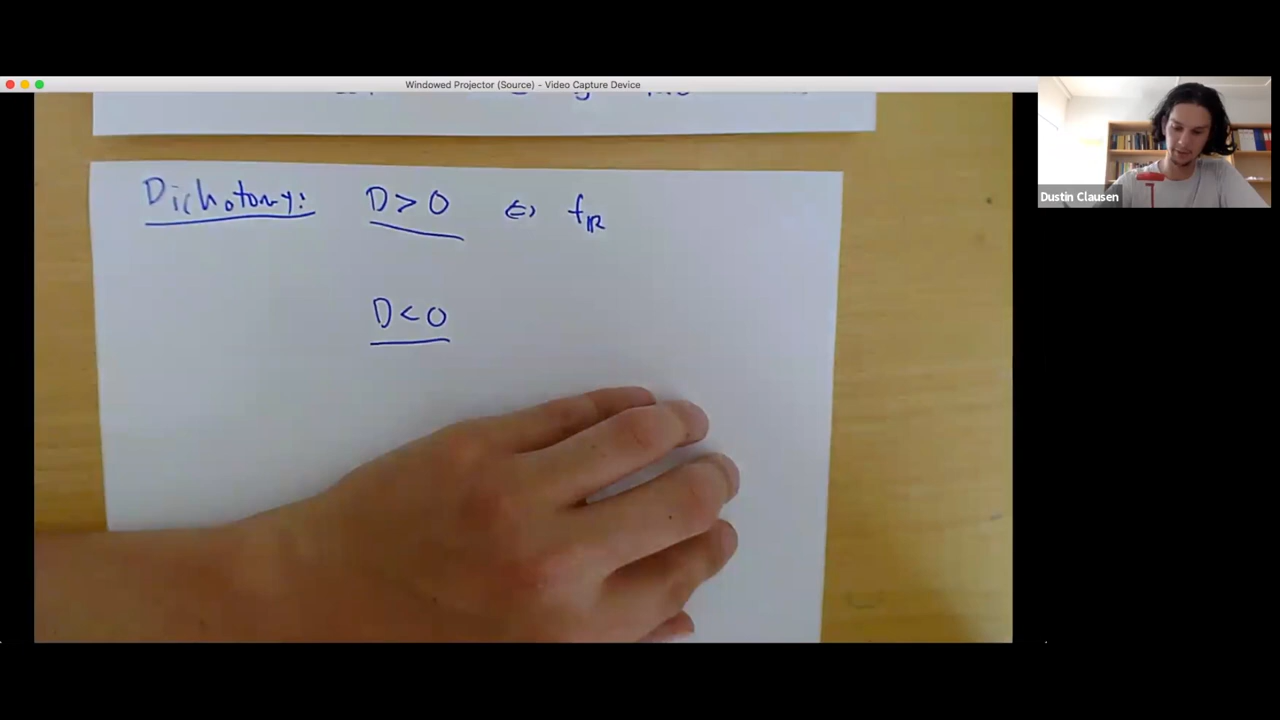 Windowed Projector (Source) - Video Capture Device
Dustin Clausen
Dichotomy: D > 0 ⇔ f_ℝ
D < 0